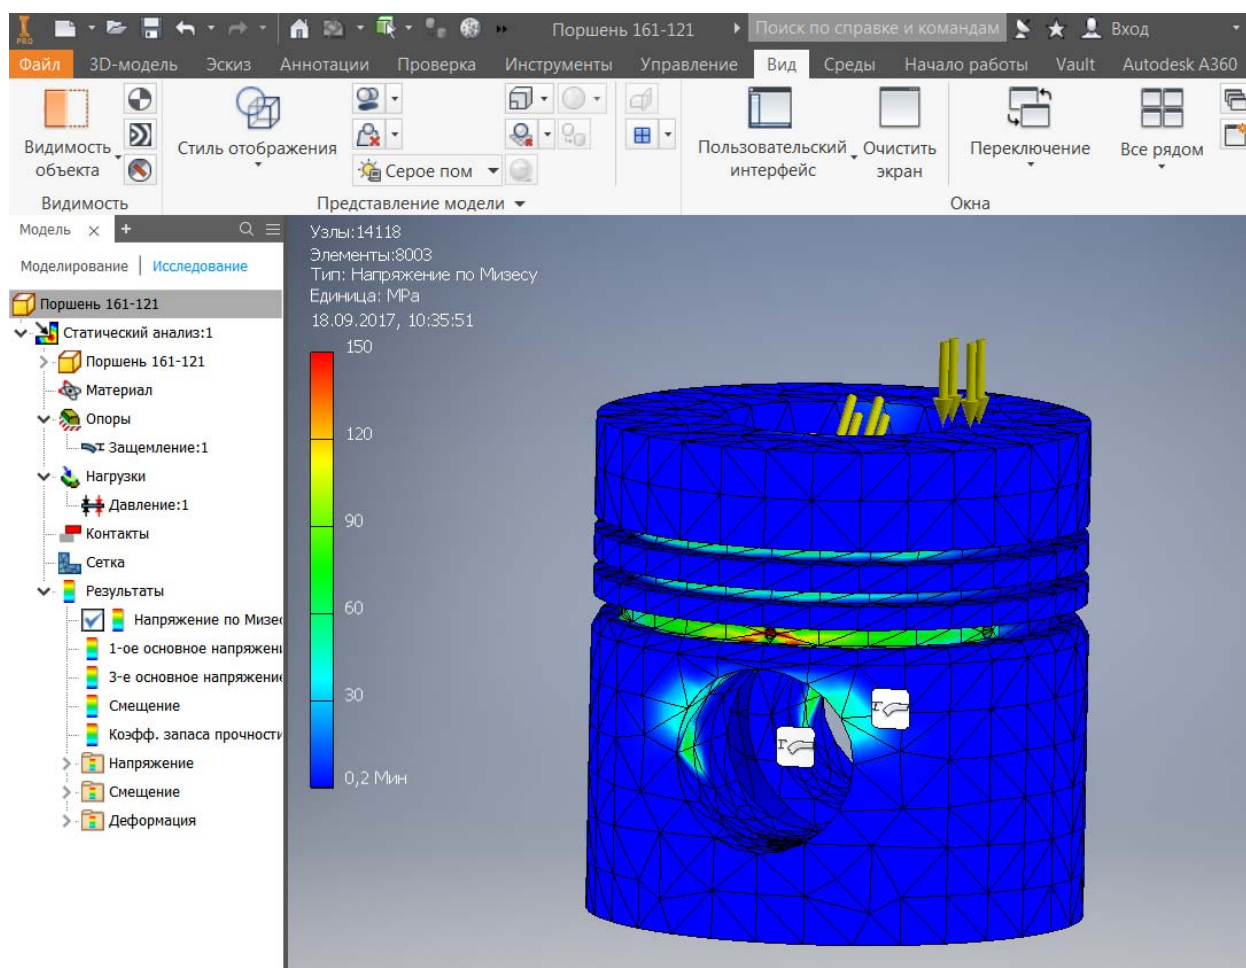 PRO
Поршень 161-121
Поиск по справке и командам
Вход
Файл 3D-модель Эскиз Аннотации Проверка Инструменты Управление Вид Среды Начало работы Vault Autodesk A360
Видимость объекта
Стиль отображения
Серое пом
Пользовательский интерфейс
Очистить экран
Переключение
Все рядом
Видимость
Представление модели
Окна
Модель
Моделирование | Исследование
Поршень 161-121
Статический анализ:1
Поршень 161-121
Материал
Опоры
Защемление:1
Нагрузки
Давление:1
Контакты
Сетка
Результаты
Напряжение по Мизес
1-ое основное напряжени
3-е основное напряжение
Смещение
Коэфф. запаса прочности
Напряжение
Смещение
Деформация
Узлы:14118
Элементы:8003
Тип: Напряжение по Мизесу
Единица: MPa
18.09.2017, 10:35:51
150
120
90
60
30
0,2 Мин